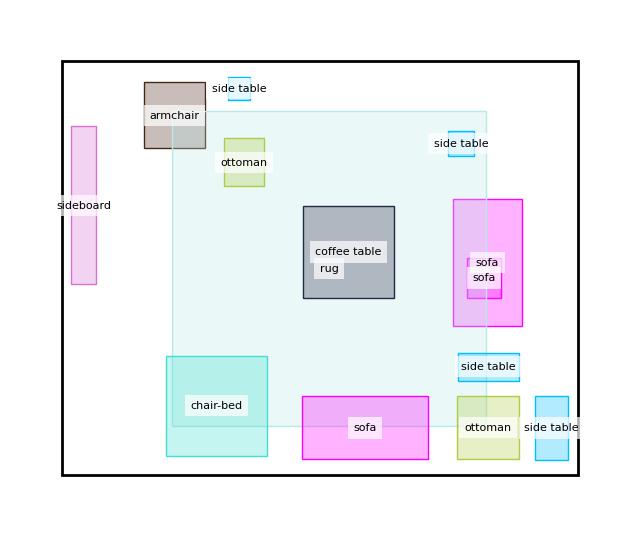 side table
armchair
side table
ottoman
sideboard
coffee table
sofa
rug
sofa
side table
chair-bed
sofa
ottoman
side table